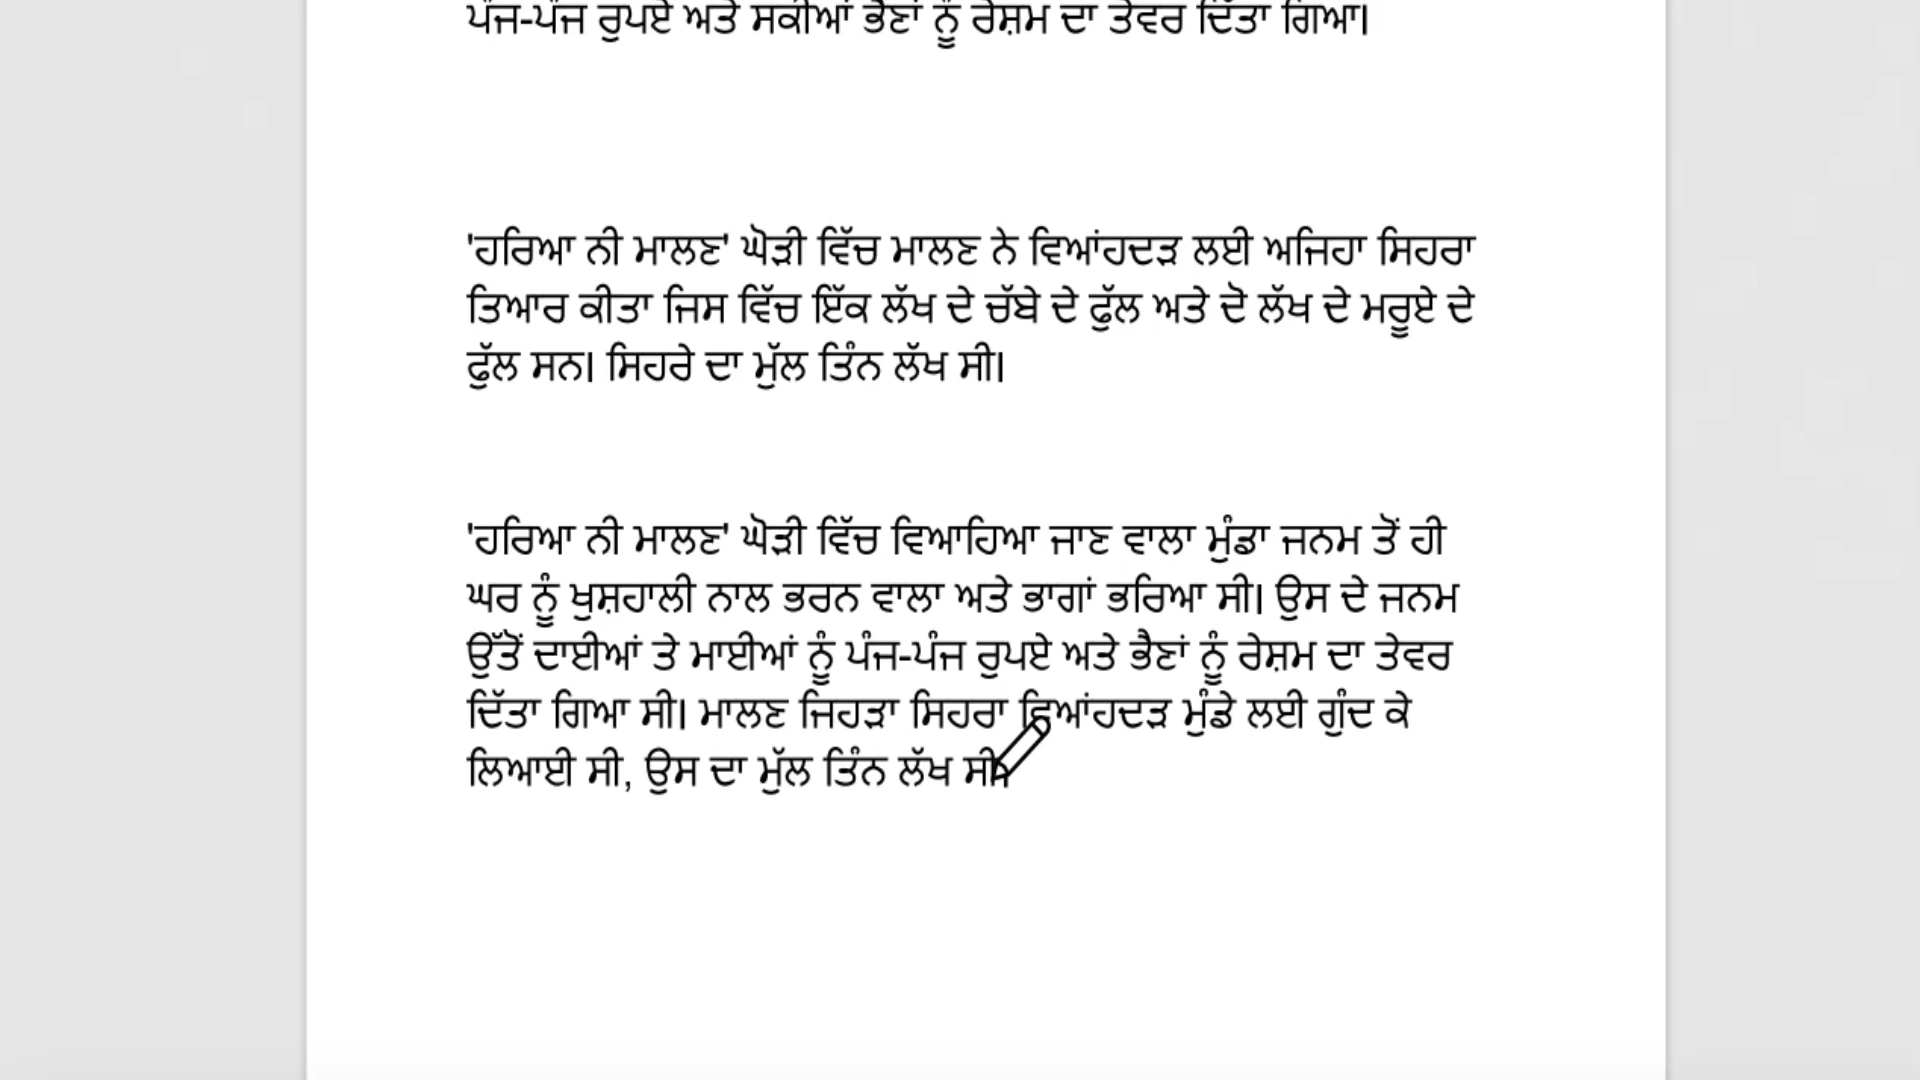 ਪੰਜ-ਪੰਜ ਰੁਪਏ ਅਤੇ ਸਕੀਆਂ ਭੈਣਾਂ ਨੂੰ ਰੇਸ਼ਮ ਦਾ ਤੇਵਰ ਦਿੱਤਾ ਗਿਆ।
'ਹਰਿਆ ਨੀ ਮਾਲਣ' ਘੋੜੀ ਵਿੱਚ ਮਾਲਣ ਨੇ ਵਿਆਂਹਦੜ ਲਈ ਅਜਿਹਾ ਸਿਹਰਾ
ਤਿਆਰ ਕੀਤਾ ਜਿਸ ਵਿੱਚ ਇੱਕ ਲੱਖ ਦੇ ਚੱਬੇ ਦੇ ਫੁੱਲ ਅਤੇ ਦੋ ਲੱਖ ਦੇ ਮਰੂਏ ਦੇ
ਫੁੱਲ ਸਨ। ਸਿਹਰੇ ਦਾ ਮੁੱਲ ਤਿੰਨ ਲੱਖ ਸੀ।
'ਹਰਿਆ ਨੀ ਮਾਲਣ' ਘੋੜੀ ਵਿੱਚ ਵਿਆਹਿਆ ਜਾਣ ਵਾਲਾ ਮੁੰਡਾ ਜਨਮ ਤੋਂ ਹੀ
ਘਰ ਨੂੰ ਖੁਸ਼ਹਾਲੀ ਨਾਲ ਭਰਨ ਵਾਲਾ ਅਤੇ ਭਾਗਾਂ ਭਰਿਆ ਸੀ। ਉਸ ਦੇ ਜਨਮ
ਉੱਤੋਂ ਦਾਈਆਂ ਤੇ ਮਾਈਆਂ ਨੂੰ ਪੰਜ-ਪੰਜ ਰੁਪਏ ਅਤੇ ਭੈਣਾਂ ਨੂੰ ਰੇਸ਼ਮ ਦਾ ਤੇਵਰ
ਦਿੱਤਾ ਗਿਆ ਸੀ। ਮਾਲਣ ਜਿਹੜਾ ਸਿਹਰਾ ਵਿਆਂਹਦੜ ਮੁੰਡੇ ਲਈ ਗੁੰਦ ਕੇ
ਲਿਆਈ ਸੀ, ਉਸ ਦਾ ਮੁੱਲ ਤਿੰਨ ਲੱਖ ਸੀ।